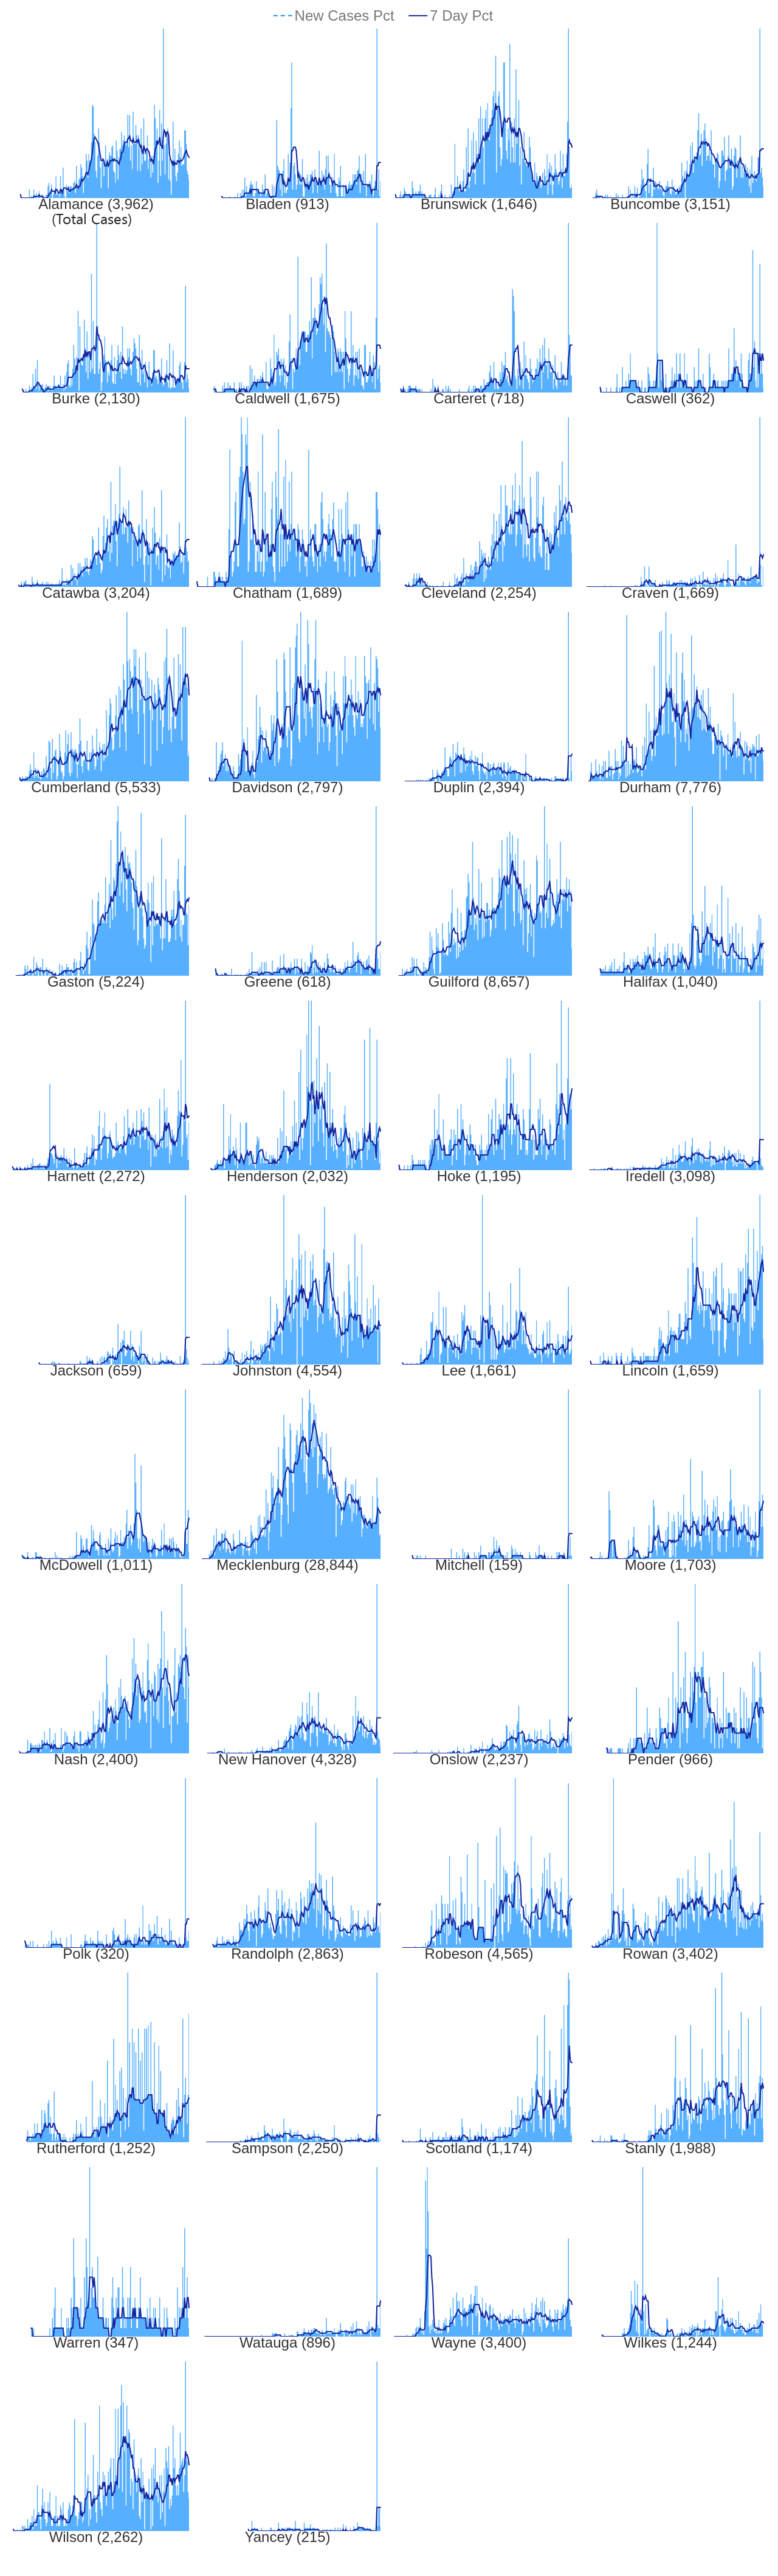 New Cases Pct 7 Day Pct
Alamance (3,962) Bladen (913) Brunswick (1,646) Buncombe (3,151)
(Total Cases)
Burke (2,130) Caldwell (1,675) Carteret (718) Caswell (362)
Catawba (3,204) Chatham (1,689) Cleveland (2,254) Craven (1,669)
Cumberland (5,533) Davidson (2,797) Duplin (2,394) Durham (7,776)
Gaston (5,224) Greene (618) Guilford (8,657) Halifax (1,040)
Harnett (2,272) Henderson (2,032) Hoke (1,195) Iredell (3,098)
Jackson (659) Johnston (4,554) Lee (1,661) Lincoln (1,659)
McDowell (1,011) Mecklenburg (28,844) Mitchell (159) Moore (1,703)
Nash (2,400) New Hanover (4,328) Onslow (2,237) Pender (966)
Polk (320) Randolph (2,863) Robeson (4,565) Rowan (3,402)
Rutherford (1,252) Sampson (2,250) Scotland (1,174) Stanly (1,988)
Warren (347) Watauga (896) Wayne (3,400) Wilkes (1,244)
Wilson (2,262) Yancey (215)